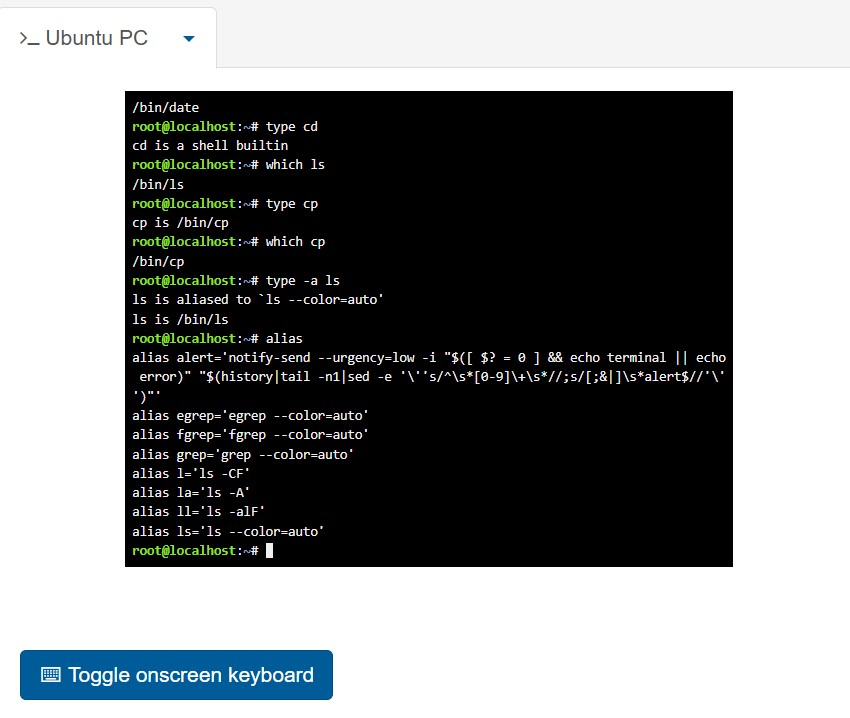 >_ Ubuntu PC
/bin/date
root@localhost:~# type cd
cd is a shell builtin
root@localhost:~# which ls
/bin/ls
root@localhost:~# type cp
cp is /bin/cp
root@localhost:~# which cp
/bin/cp
root@localhost:~# type -a ls
ls is aliased to `ls --color=auto'
ls is /bin/ls
root@localhost:~# alias
alias alert='notify-send --urgency=low -i "$([ $? = 0 ] && echo terminal || echo
 error)" "$(history|tail -n1|sed -e '\''s/^\s*[0-9]\+\s*//;s/[;&|]\s*alert$//'\'
')"'
alias egrep='egrep --color=auto'
alias fgrep='fgrep --color=auto'
alias grep='grep --color=auto'
alias l='ls -CF'
alias la='ls -A'
alias ll='ls -alF'
alias ls='ls --color=auto'
root@localhost:~#
Toggle onscreen keyboard